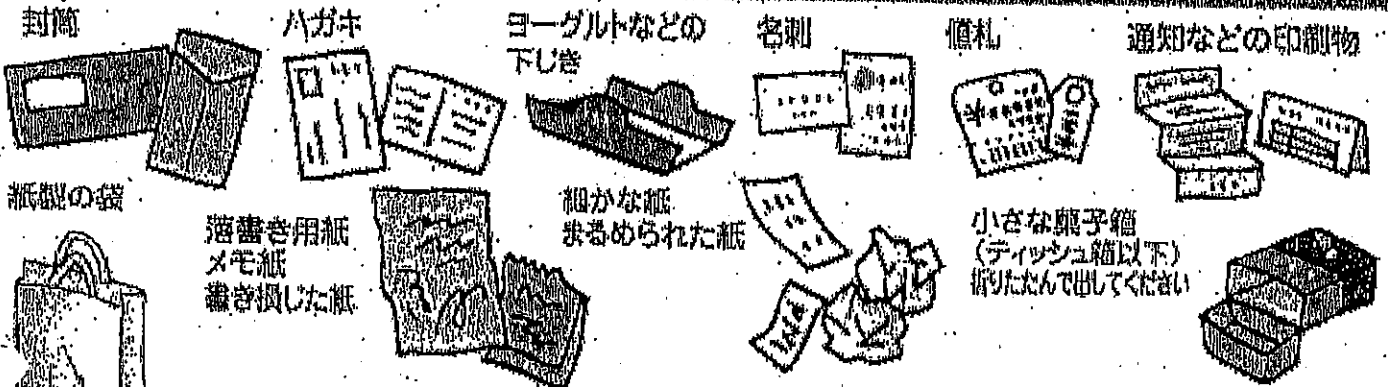 封筒
ハガキ
ヨーグルトなどの
下じき
名刺
値札
通知などの印刷物
紙製の袋
落書き用紙
メモ紙
書き損じた紙
細かな紙
まるめられた紙
小さな菓子箱
(ティッシュ箱以下)
折りたたんで出してください